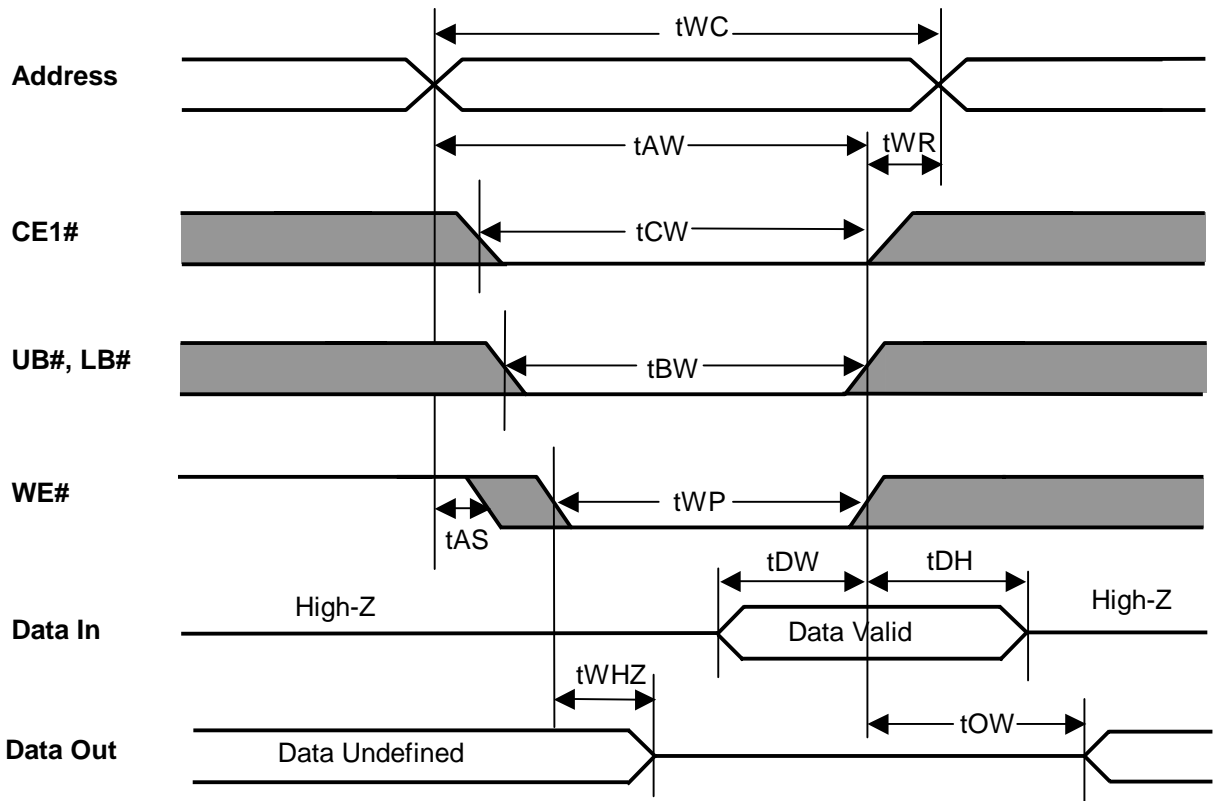 tWC
Address
tAW
tWR
CE1#
tCW
UB#, LB#
tBW
WE#
tWP
tAS
tDW
tDH
High-Z
High-Z
Data In
Data Valid
tWHZ
tOW
Data Out
Data Undefined